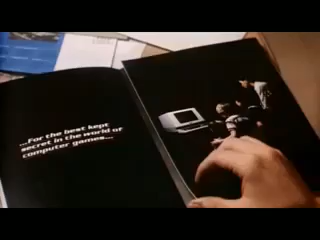 ...For the best kept
secret in the world of
computer games...